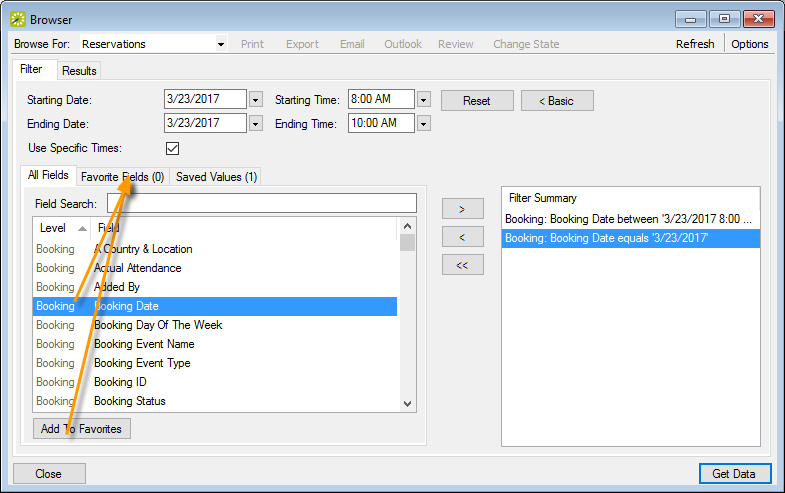 Browser
Browse For: Reservations Print Export Email Outlook Review Change State Refresh Options
Filter Results
Starting Date: 3/23/2017 Starting Time: 8:00 AM Reset < Basic
Ending Date: 3/23/2017 Ending Time: 10:00 AM
Use Specific Times:
All Fields Favorite Fields (0) Saved Values (1)
Field Search:
Level Field
Booking A Country & Location
Booking Actual Attendance
Booking Added By
Booking Booking Date
Booking Booking Day Of The Week
Booking Booking Event Name
Booking Booking Event Type
Booking Booking ID
Booking Booking Status
Add To Favorites
>
<
<<
Filter Summary
Booking: Booking Date between '3/23/2017 8:00 ...
Booking: Booking Date equals '3/23/2017'
Close Get Data